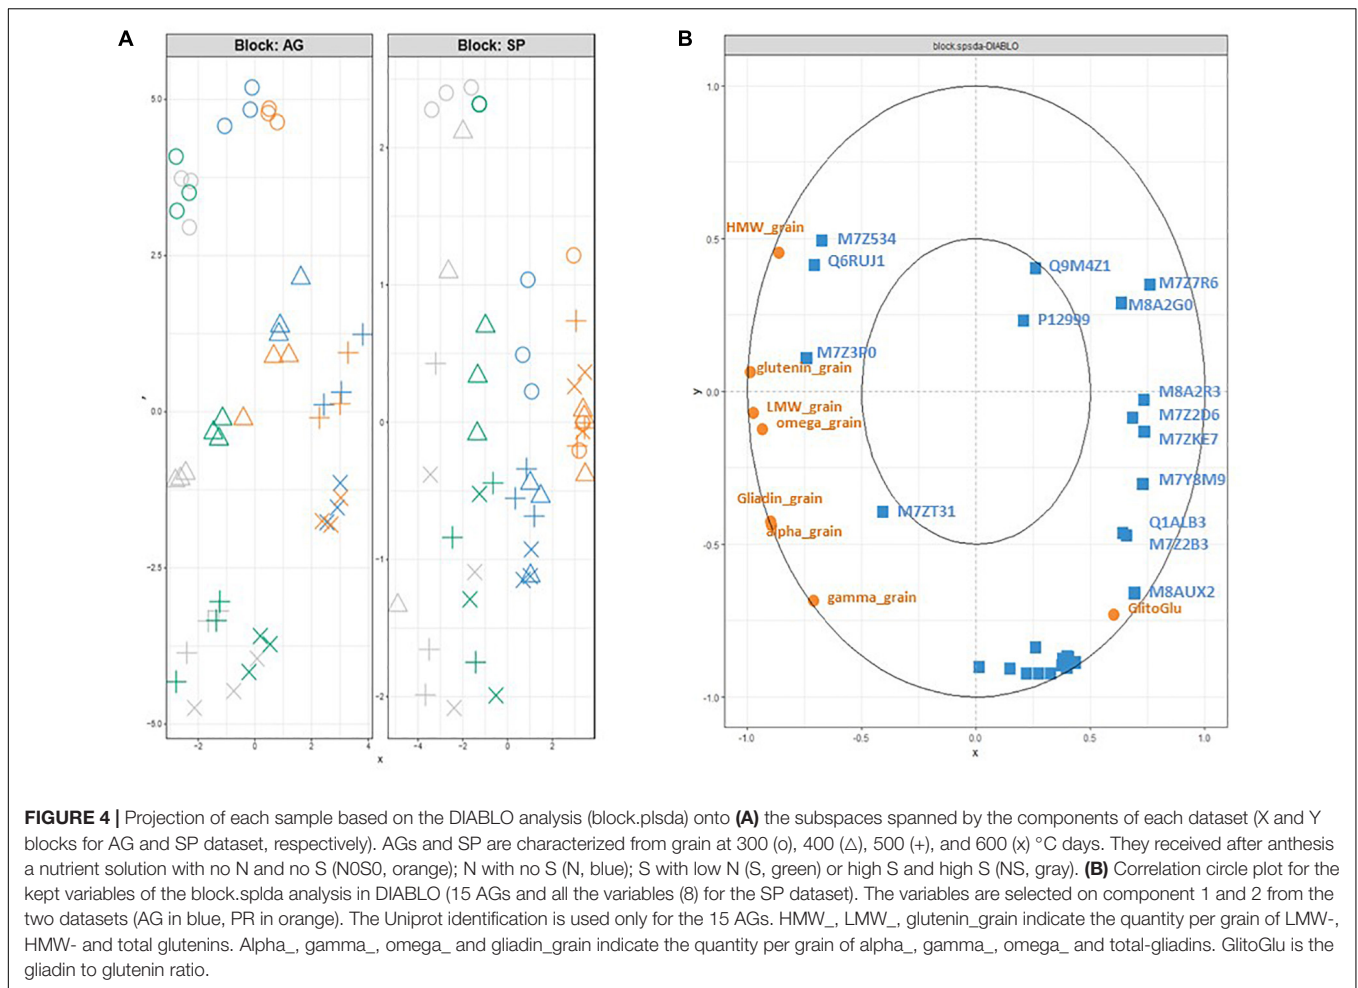 A
Block: AG
Block: SP
B
block.spsda-DIABLO
5.0
2.5
0.0
-2.5
-5.0
-2
0
2
4
2
1
0
-1
-2
-4
-2
0
2
x
1.0
0.5
0.0
-0.5
-1.0
y
-1.0
-0.5
0.0
0.5
1.0
x
HMW_grain
M7Z534
Q6RUJ1
Q9M4Z1
M7Z7R6
M8A2G0
P12999
M7Z3P0
glutenin_grain
LMW_grain
omega_grain
M8A2R3
M7Z2D6
M7ZKE7
M7Y8M9
Gliadin_grain
alpha_grain
M7ZT31
Q1ALB3
M7Z2B3
gamma_grain
M8AUX2
GlitoGlu
FIGURE 4 | Projection of each sample based on the DIABLO analysis (block.plsda) onto (A) the subspaces spanned by the components of each dataset (X and Y
blocks for AG and SP dataset, respectively). AGs and SP are characterized from grain at 300 (o), 400 (△), 500 (+), and 600 (x) °C days. They received after anthesis
a nutrient solution with no N and no S (N0S0, orange); N with no S (N, blue); S with low N (S, green) or high S and high S (NS, gray). (B) Correlation circle plot for the
kept variables of the block.splda analysis in DIABLO (15 AGs and all the variables (8) for the SP dataset). The variables are selected on component 1 and 2 from the
two datasets (AG in blue, PR in orange). The Uniprot identification is used only for the 15 AGs. HMW_, LMW_, glutenin_grain indicate the quantity per grain of LMW-,
HMW- and total glutenins. Alpha_, gamma_, omega_ and gliadin_grain indicate the quantity per grain of alpha_, gamma_, omega_ and total-gliadins. GlitoGlu is the
gliadin to glutenin ratio.